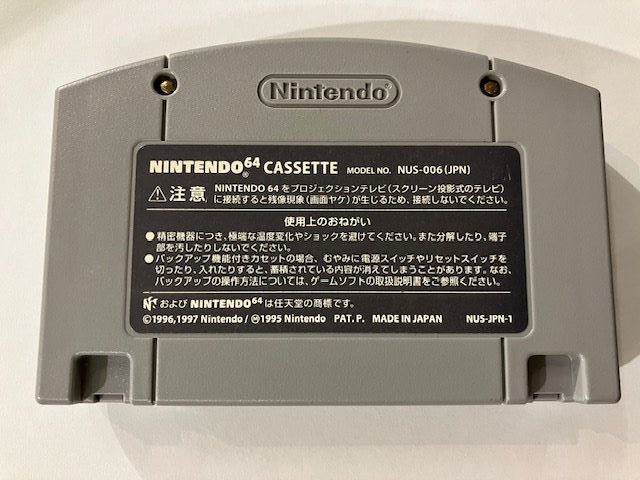 Nintendo
NINTENDO64 CASSETTE MODEL NO. NUS-006(JPN)
⚠注意 NINTENDO 64 をプロジェクションテレビ(スクリーン投影式のテレビ)
に接続すると残像現象(画面ヤケ)が生じるため、接続しないでください。
使用上のおねがい
●精密機器につき、極端な温度変化やショックを避けてください。また分解したり、端子
部を汚したりしないでください。
●バックアップ機能付きカセットの場合、むやみに電源スイッチやリセットスイッチを
切ったり、入れたりすると、蓄積されている内容が消えてしまうことがあります。なお、
バックアップの操作方法については、ゲームソフトの取扱説明書をご参照ください。
および NINTENDO64 は任天堂の商標です。
©1996,1997 Nintendo / Ⓜ1995 Nintendo PAT. P. MADE IN JAPAN NUS-JPN-1